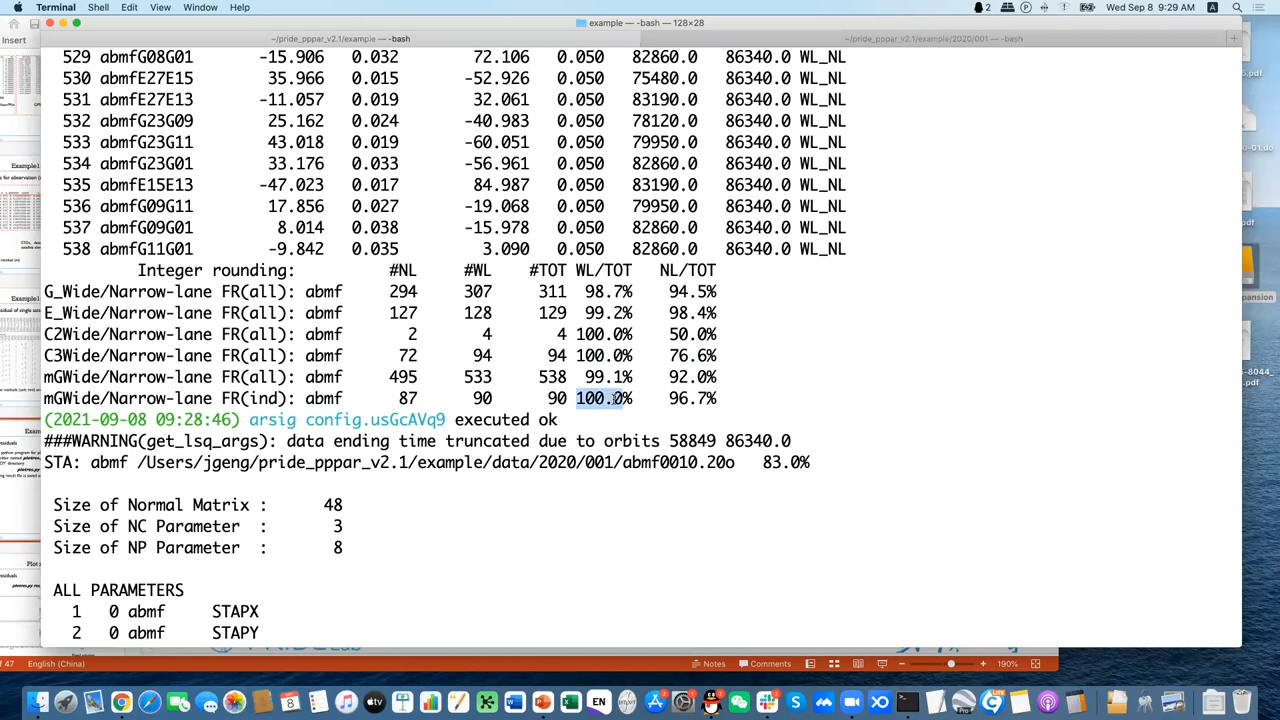 Terminal Shell Edit View Window Help 2 Wed Sep 8 9:29 AM A
example — -bash — 128×28
~/pride_pppar_v2.1/example — -bash ~/pride_pppar_v2.1/example/2020/001 — -bash +
Insert
529 abmfG08G01 -15.906 0.032 72.106 0.050 82860.0 86340.0 WL_NL
530 abmfE27E15 35.966 0.015 -52.926 0.050 75480.0 86340.0 WL_NL
531 abmfE27E13 -11.057 0.019 32.061 0.050 83190.0 86340.0 WL_NL
532 abmfG23G09 25.162 0.024 -40.983 0.050 78120.0 86340.0 WL_NL
533 abmfG23G11 43.018 0.032 -60.051 0.050 79950.0 86340.0 WL_NL
534 abmfG23G01 33.176 0.033 -56.961 0.050 82860.0 86340.0 WL_NL
535 abmfE15E13 -47.023 0.017 84.987 0.050 83190.0 86340.0 WL_NL
536 abmfG09G11 17.856 0.027 -19.068 0.050 79950.0 86340.0 WL_NL
537 abmfG09G01 8.014 0.038 -15.978 0.050 82860.0 86340.0 WL_NL
538 abmfG11G01 -9.842 0.035 3.090 0.050 82860.0 86340.0 WL_NL
Integer rounding: #NL #WL #TOT WL/TOT NL/TOT
G_Wide/Narrow-lane FR(all): abmf 294 307 311 98.7% 94.5%
E_Wide/Narrow-lane FR(all): abmf 127 128 129 99.2% 98.4%
C2Wide/Narrow-lane FR(all): abmf 2 4 4 100.0% 50.0%
C3Wide/Narrow-lane FR(all): abmf 72 94 94 100.0% 76.6%
mGWide/Narrow-lane FR(all): abmf 495 533 538 99.1% 92.0%
mGWide/Narrow-lane FR(ind): abmf 87 90 90 100.0% 96.7%
(2021-09-08 09:28:46) arsig config.usGcAVq9 executed ok
###WARNING(get_lsq_args): data ending time truncated due to orbits 58849 86340.0
STA: abmf /Users/jgeng/pride_pppar_v2.1/example/data/2020/001/abmf0010.20o 83.0%
Size of Normal Matrix : 48
Size of NC Parameter : 3
Size of NP Parameter : 8
ALL PARAMETERS
1 0 abmf STAPX
2 0 abmf STAPY
of 47 English (China) Notes Comments 190%